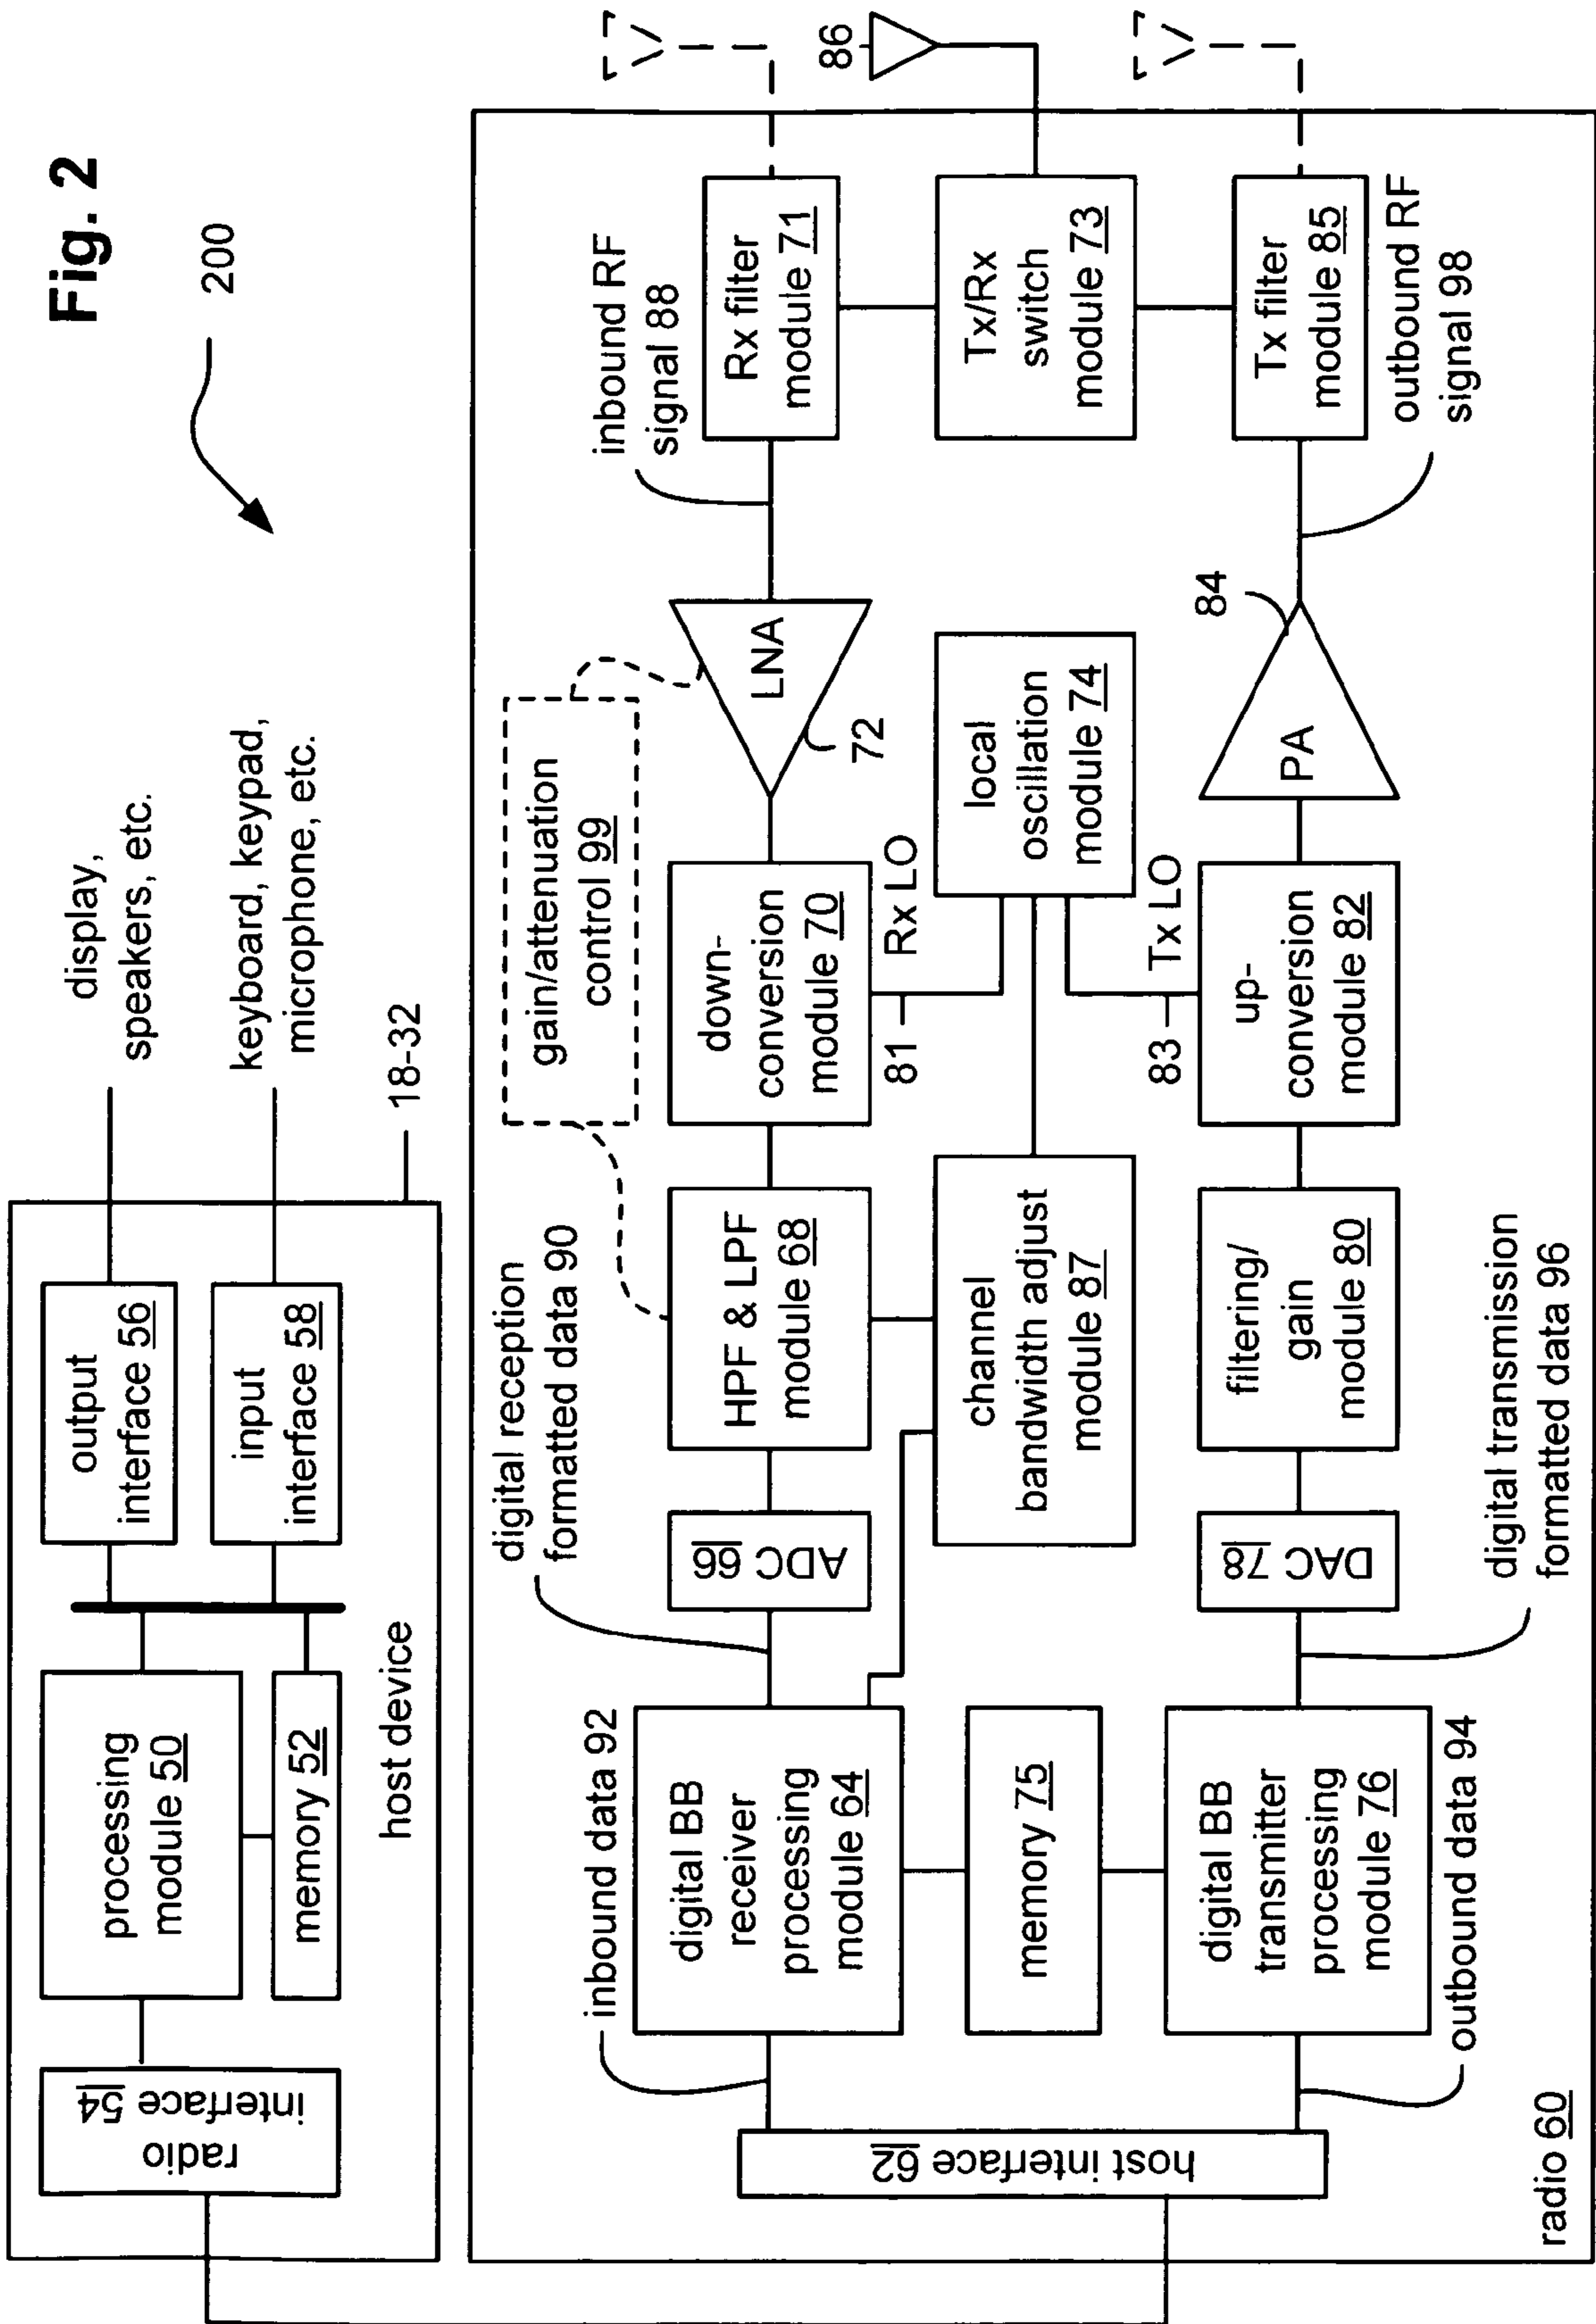 Fig. 2
200
display,
speakers, etc.
keyboard, keypad,
microphone, etc.
18-32
output
interface 56
input
interface 58
processing
module 50
memory 52
radio
interface 54
host device
86
inbound RF
signal 88
Rx filter
module 71
Tx/Rx
switch
module 73
Tx filter
module 85
outbound RF
signal 98
gain/attenuation
control 99
LNA
72
down-
conversion
module 70
81
Rx LO
local
oscillation
module 74
83
Tx LO
up-
conversion
module 82
PA
84
digital reception
formatted data 90
HPF & LPF
module 68
channel
bandwidth adjust
module 87
filtering/
gain
module 80
ADC 66
DAC 78
digital transmission
formatted data 96
inbound data 92
digital BB
receiver
processing
module 64
memory 75
digital BB
transmitter
processing
module 76
outbound data 94
host interface 62
radio 60